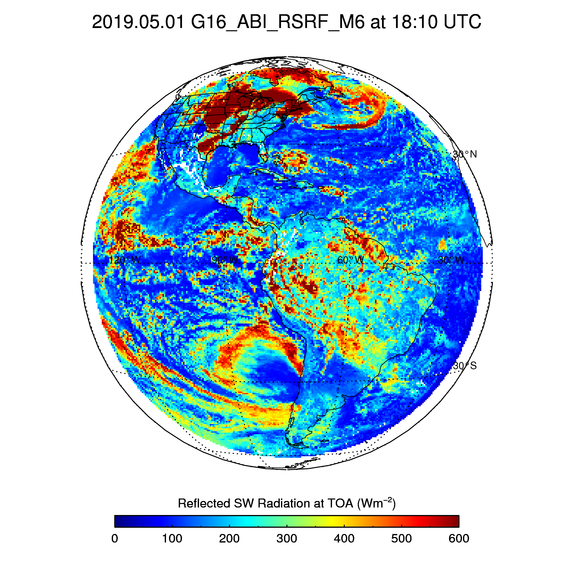 2019.05.01 G16_ABI_RSRF_M6 at 18:10 UTC
30°N
120°W 90°W 60°W 30°W
30°S
Reflected SW Radiation at TOA (Wm⁻²)
0 100 200 300 400 500 600